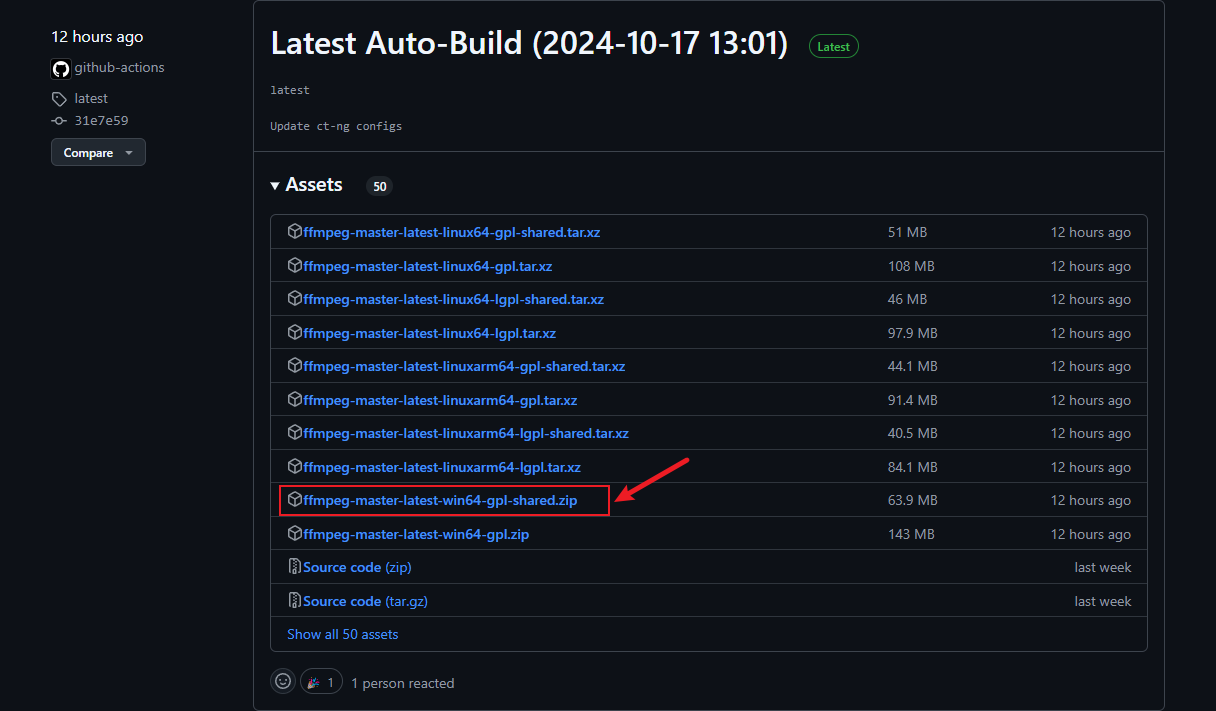 12 hours ago
github-actions
latest
31e7e59
Compare
Latest Auto-Build (2024-10-17 13:01) Latest
latest
Update ct-ng configs
Assets 50
ffmpeg-master-latest-linux64-gpl-shared.tar.xz 51 MB 12 hours ago
ffmpeg-master-latest-linux64-gpl.tar.xz 108 MB 12 hours ago
ffmpeg-master-latest-linux64-lgpl-shared.tar.xz 46 MB 12 hours ago
ffmpeg-master-latest-linux64-lgpl.tar.xz 97.9 MB 12 hours ago
ffmpeg-master-latest-linuxarm64-gpl-shared.tar.xz 44.1 MB 12 hours ago
ffmpeg-master-latest-linuxarm64-gpl.tar.xz 91.4 MB 12 hours ago
ffmpeg-master-latest-linuxarm64-lgpl-shared.tar.xz 40.5 MB 12 hours ago
ffmpeg-master-latest-linuxarm64-lgpl.tar.xz 84.1 MB 12 hours ago
ffmpeg-master-latest-win64-gpl-shared.zip 63.9 MB 12 hours ago
ffmpeg-master-latest-win64-gpl.zip 143 MB 12 hours ago
Source code (zip) last week
Source code (tar.gz) last week
Show all 50 assets
1 1 person reacted